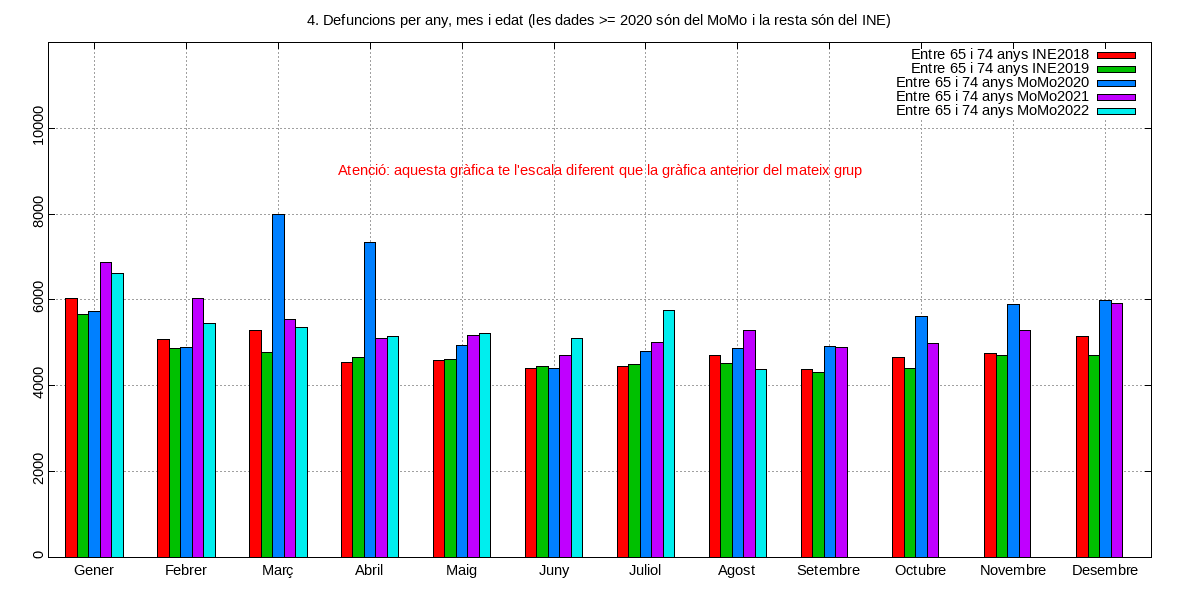 4. Defuncions per any, mes i edat (les dades >= 2020 són del MoMo i la resta són del INE)
Entre 65 i 74 anys INE2018
Entre 65 i 74 anys INE2019
Entre 65 i 74 anys MoMo2020
Entre 65 i 74 anys MoMo2021
Entre 65 i 74 anys MoMo2022
Atenció: aquesta gràfica te l'escala diferent que la gràfica anterior del mateix grup
10000
8000
6000
4000
2000
0
Gener Febrer Març Abril Maig Juny Juliol Agost Setembre Octubre Novembre Desembre